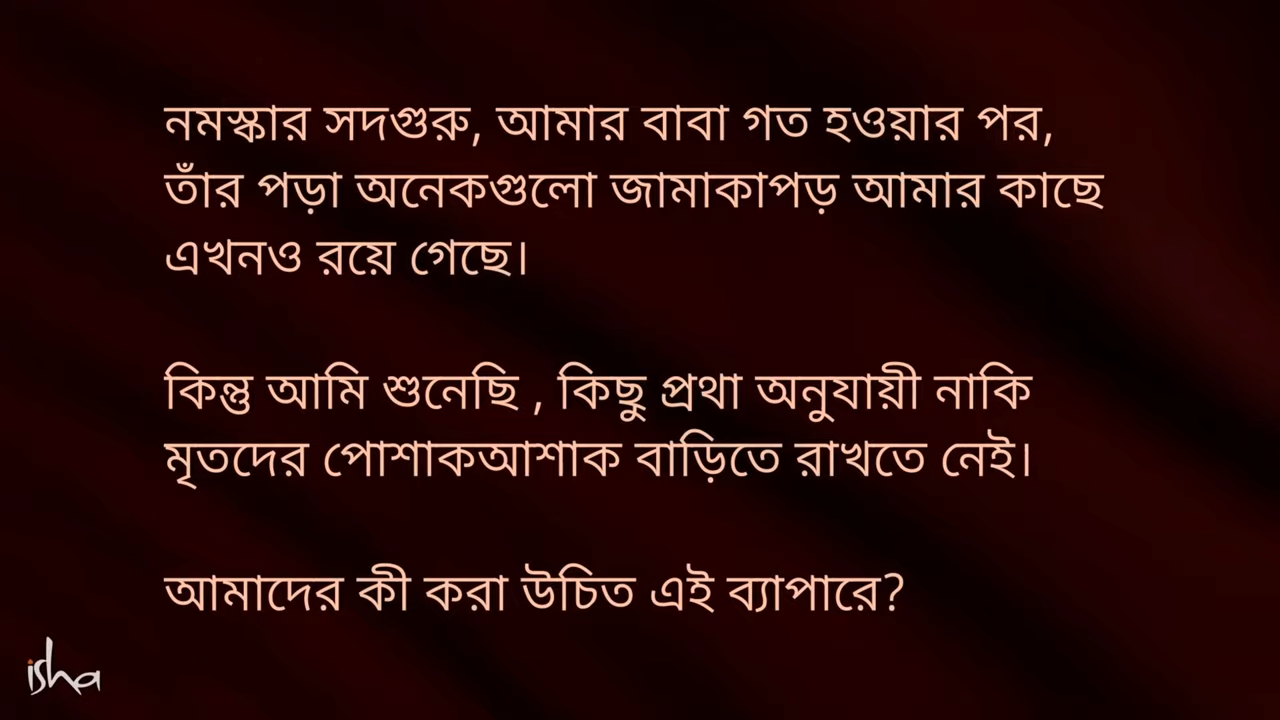 নমস্কার সদগুরু, আমার বাবা গত হওয়ার পর,
তাঁর পড়া অনেকগুলো জামাকাপড় আমার কাছে
এখনও রয়ে গেছে।
কিন্তু আমি শুনেছি , কিছু প্রথা অনুযায়ী নাকি
মৃতদের পোশাকআশাক বাড়িতে রাখতে নেই।
আমাদের কী করা উচিত এই ব্যাপারে?
isha